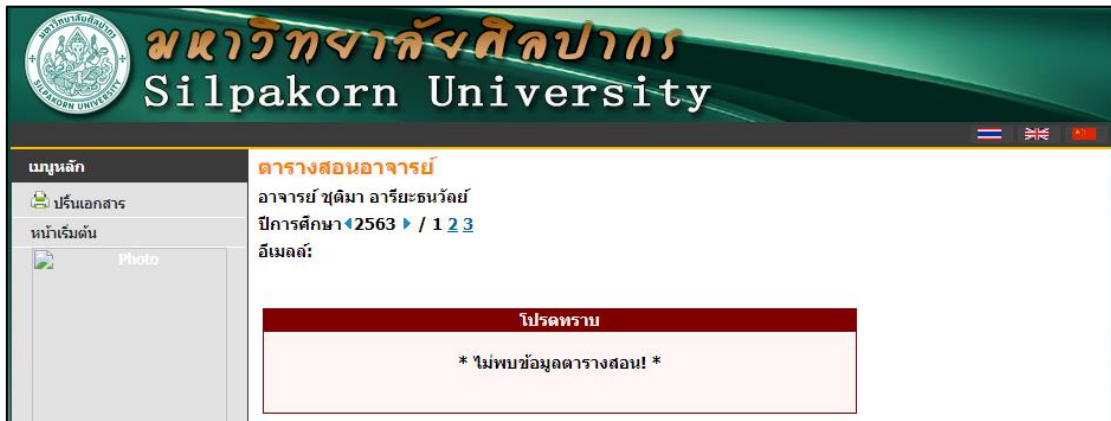 มหาวิทยาลัยศิลปากร
Silpakorn University
เมนูหลัก
ปริ้นเอกสาร
หน้าเริ่มต้น
Photo
ตารางสอนอาจารย์
อาจารย์ ชุติมา อารียะธนวัลย์
ปีการศึกษา 2563 / 1 2 3
อีเมลล์:
โปรดทราบ
* ไม่พบข้อมูลตารางสอน! *